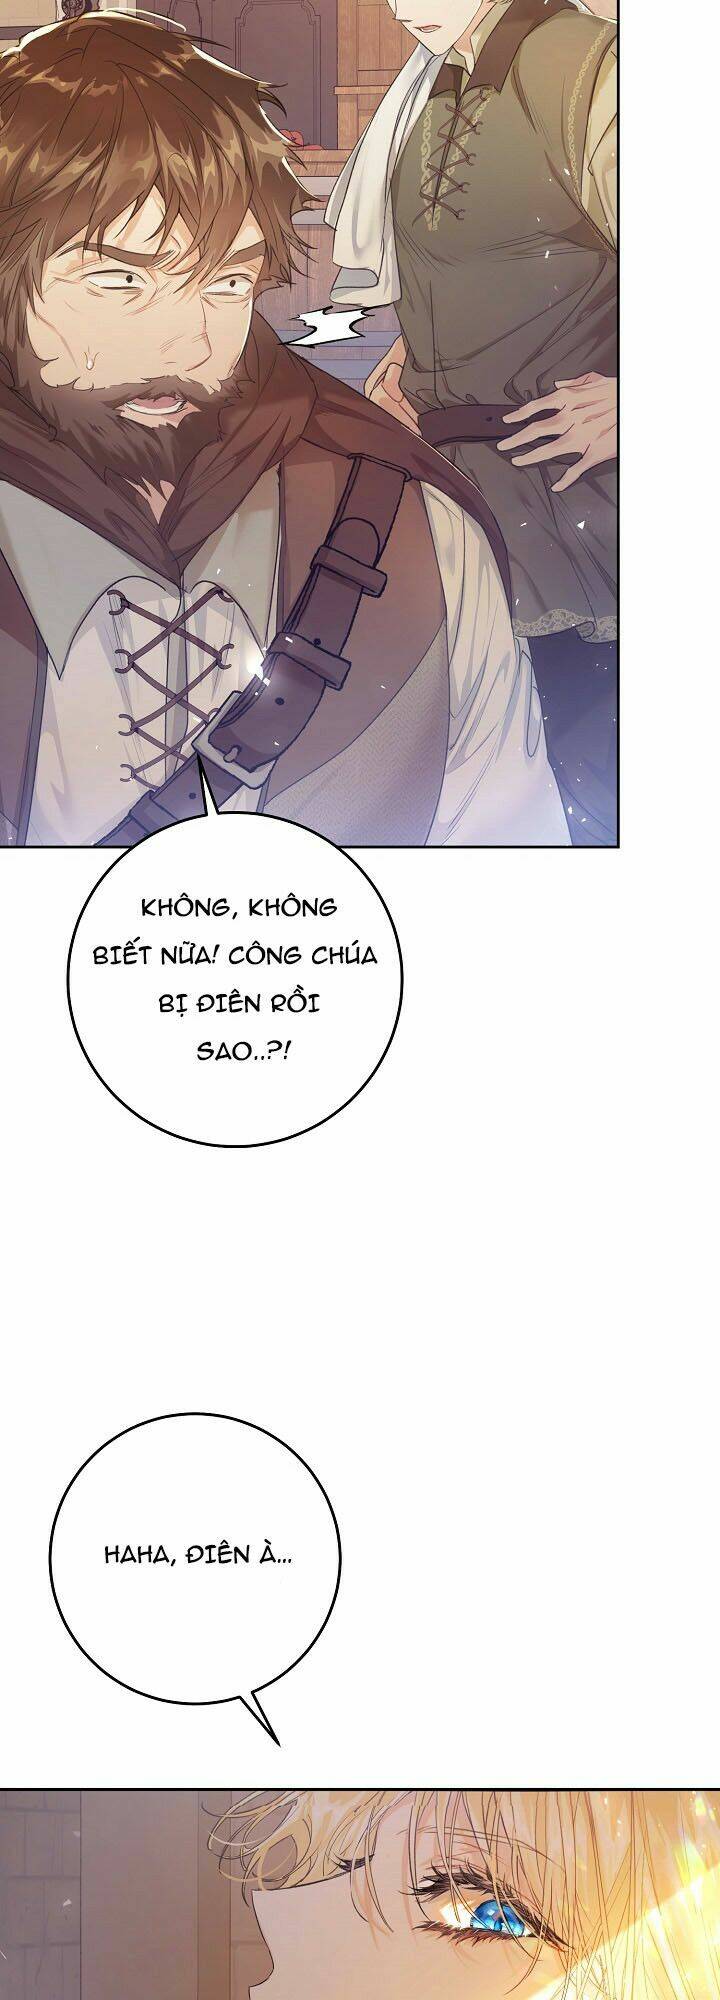 KHÔNG, KHÔNG
BIẾT NỮA! CÔNG CHÚA
BỊ ĐIÊN RỒI
SAO..?!
HAHA, ĐIÊN À...